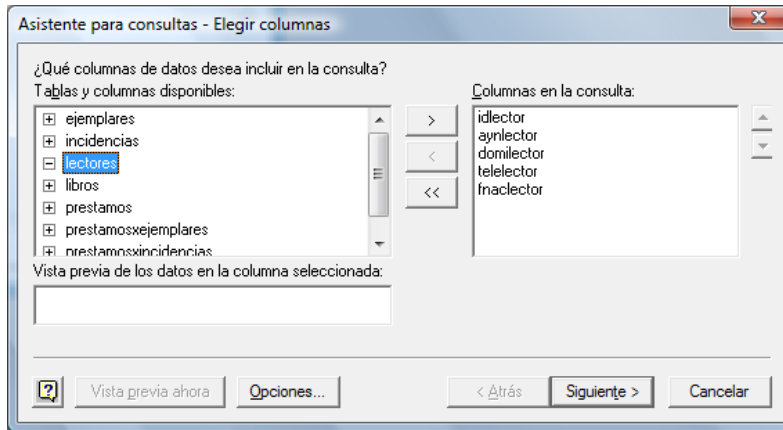 Asistente para consultas - Elegir columnas
¿Qué columnas de datos desea incluir en la consulta?
Tablas y columnas disponibles:
Columnas en la consulta:
ejemplares
incidencias
lectores
libros
prestamos
prestamosxejemplares
prestamosxincidencias
>
<
<<
idlector
aynlector
domilector
telelector
fnaclector
Vista previa de los datos en la columna seleccionada:
Vista previa ahora
Opciones...
< Atrás
Siguiente >
Cancelar